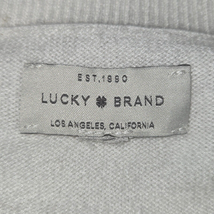 EST. 1990
LUCKY BRAND
LOS ANGELES, CALIFORNIA